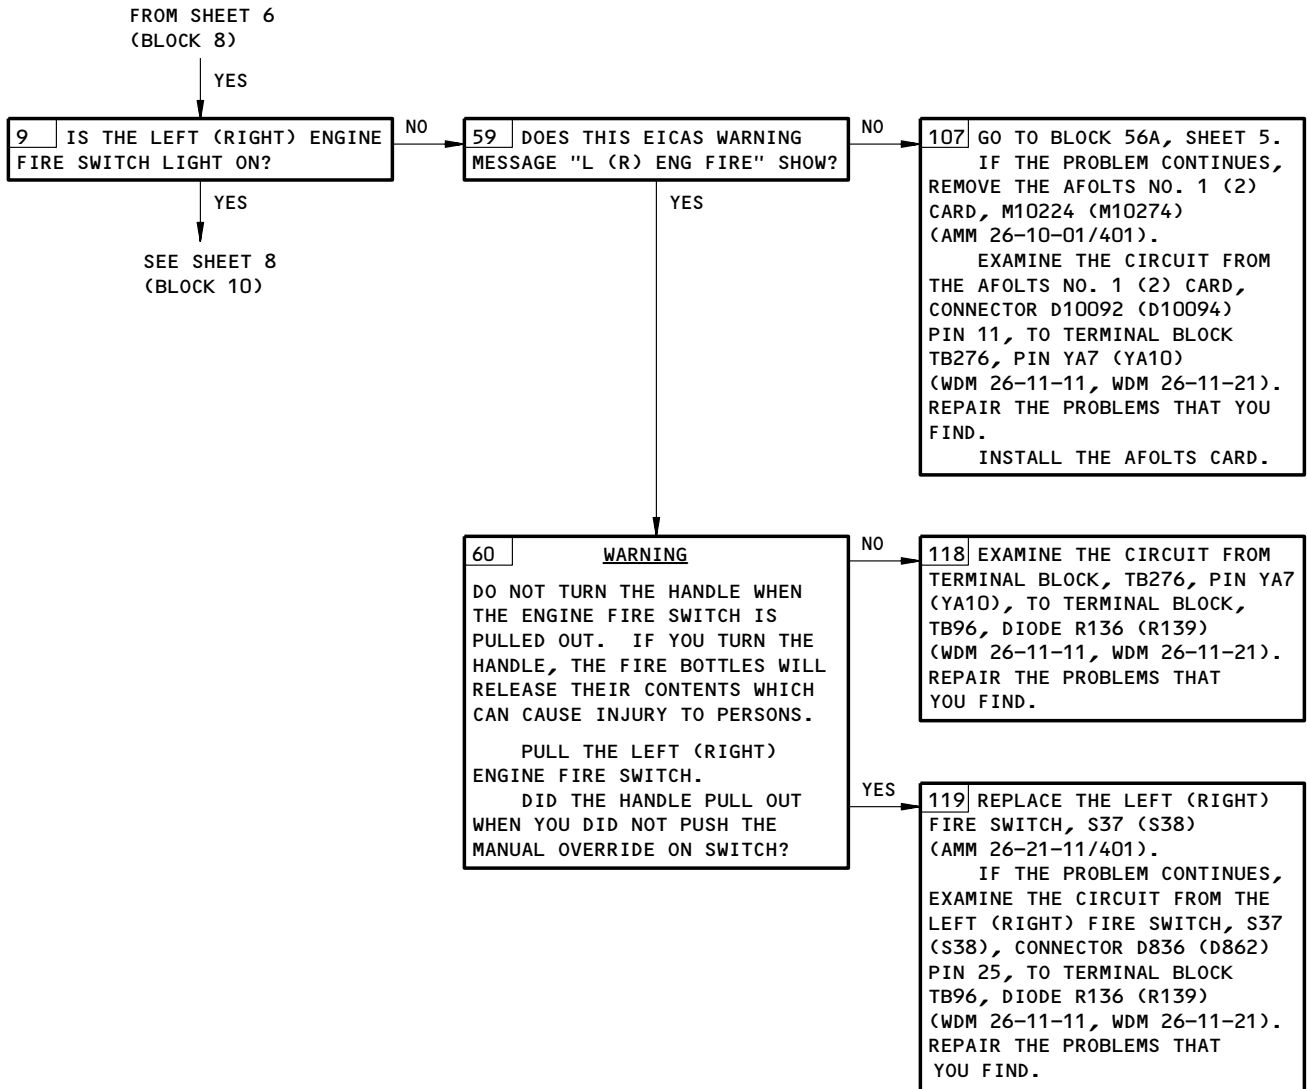 FROM SHEET 6
(BLOCK 8)
YES
9 IS THE LEFT (RIGHT) ENGINE
FIRE SWITCH LIGHT ON?
NO
YES
SEE SHEET 8
(BLOCK 10)
59 DOES THIS EICAS WARNING
MESSAGE "L (R) ENG FIRE" SHOW?
NO
YES
107 GO TO BLOCK 56A, SHEET 5.
IF THE PROBLEM CONTINUES,
REMOVE THE AFOLTS NO. 1 (2)
CARD, M10224 (M10274)
(AMM 26-10-01/401).
EXAMINE THE CIRCUIT FROM
THE AFOLTS NO. 1 (2) CARD,
CONNECTOR D10092 (D10094)
PIN 11, TO TERMINAL BLOCK
TB276, PIN YA7 (YA10)
(WDM 26-11-11, WDM 26-11-21).
REPAIR THE PROBLEMS THAT YOU
FIND.
INSTALL THE AFOLTS CARD.
60 WARNING
DO NOT TURN THE HANDLE WHEN
THE ENGINE FIRE SWITCH IS
PULLED OUT. IF YOU TURN THE
HANDLE, THE FIRE BOTTLES WILL
RELEASE THEIR CONTENTS WHICH
CAN CAUSE INJURY TO PERSONS.
PULL THE LEFT (RIGHT)
ENGINE FIRE SWITCH.
DID THE HANDLE PULL OUT
WHEN YOU DID NOT PUSH THE
MANUAL OVERRIDE ON SWITCH?
NO
118 EXAMINE THE CIRCUIT FROM
TERMINAL BLOCK, TB276, PIN YA7
(YA10), TO TERMINAL BLOCK,
TB96, DIODE R136 (R139)
(WDM 26-11-11, WDM 26-11-21).
REPAIR THE PROBLEMS THAT
YOU FIND.
YES
119 REPLACE THE LEFT (RIGHT)
FIRE SWITCH, S37 (S38)
(AMM 26-21-11/401).
IF THE PROBLEM CONTINUES,
EXAMINE THE CIRCUIT FROM THE
LEFT (RIGHT) FIRE SWITCH, S37
(S38), CONNECTOR D836 (D862)
PIN 25, TO TERMINAL BLOCK
TB96, DIODE R136 (R139)
(WDM 26-11-11, WDM 26-11-21).
REPAIR THE PROBLEMS THAT
YOU FIND.